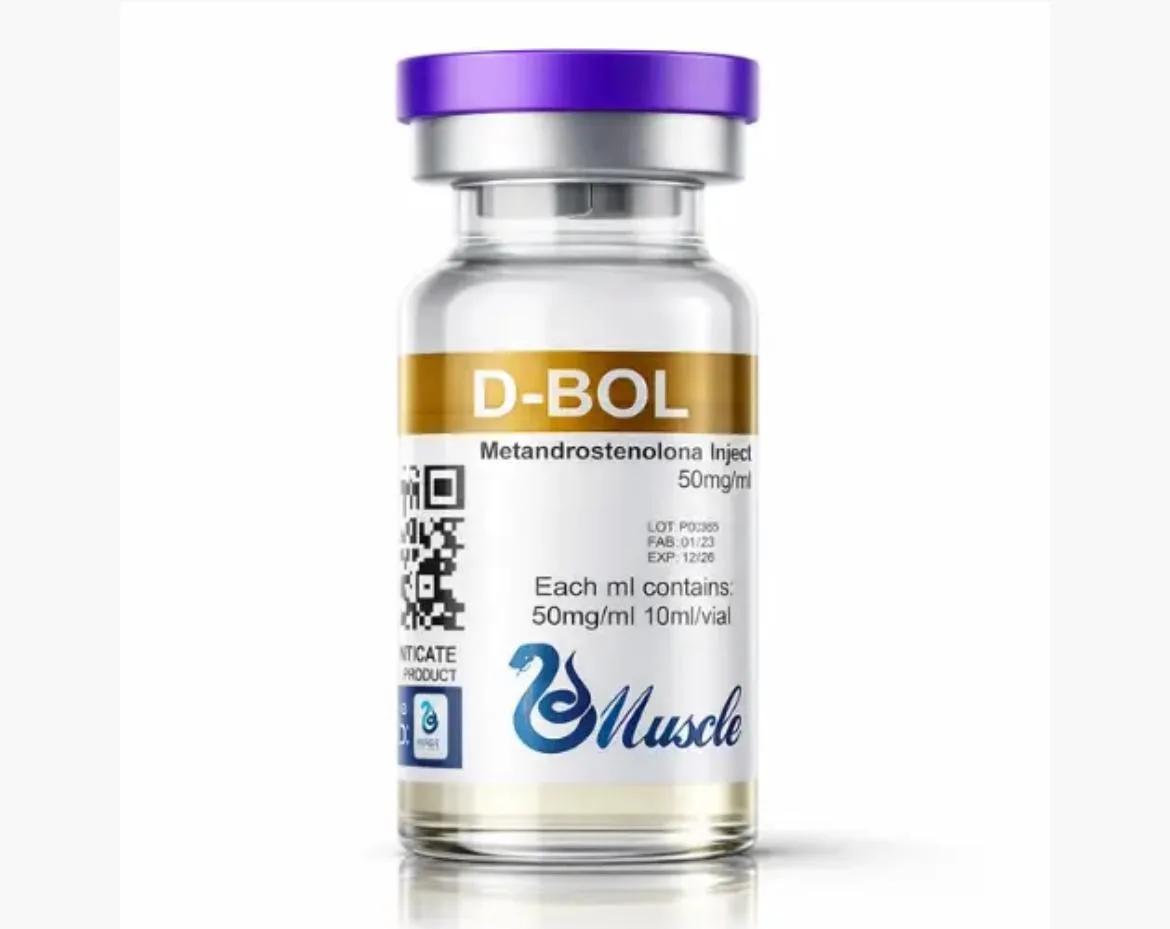 D-BOL
Metandrostenolona Inject
50mg/ml
LOT
FAB: 01/23
EXP: 12/26
Each ml contains:
50mg/ml 10ml/vial
NTICATE
PRODUCT
Muscle